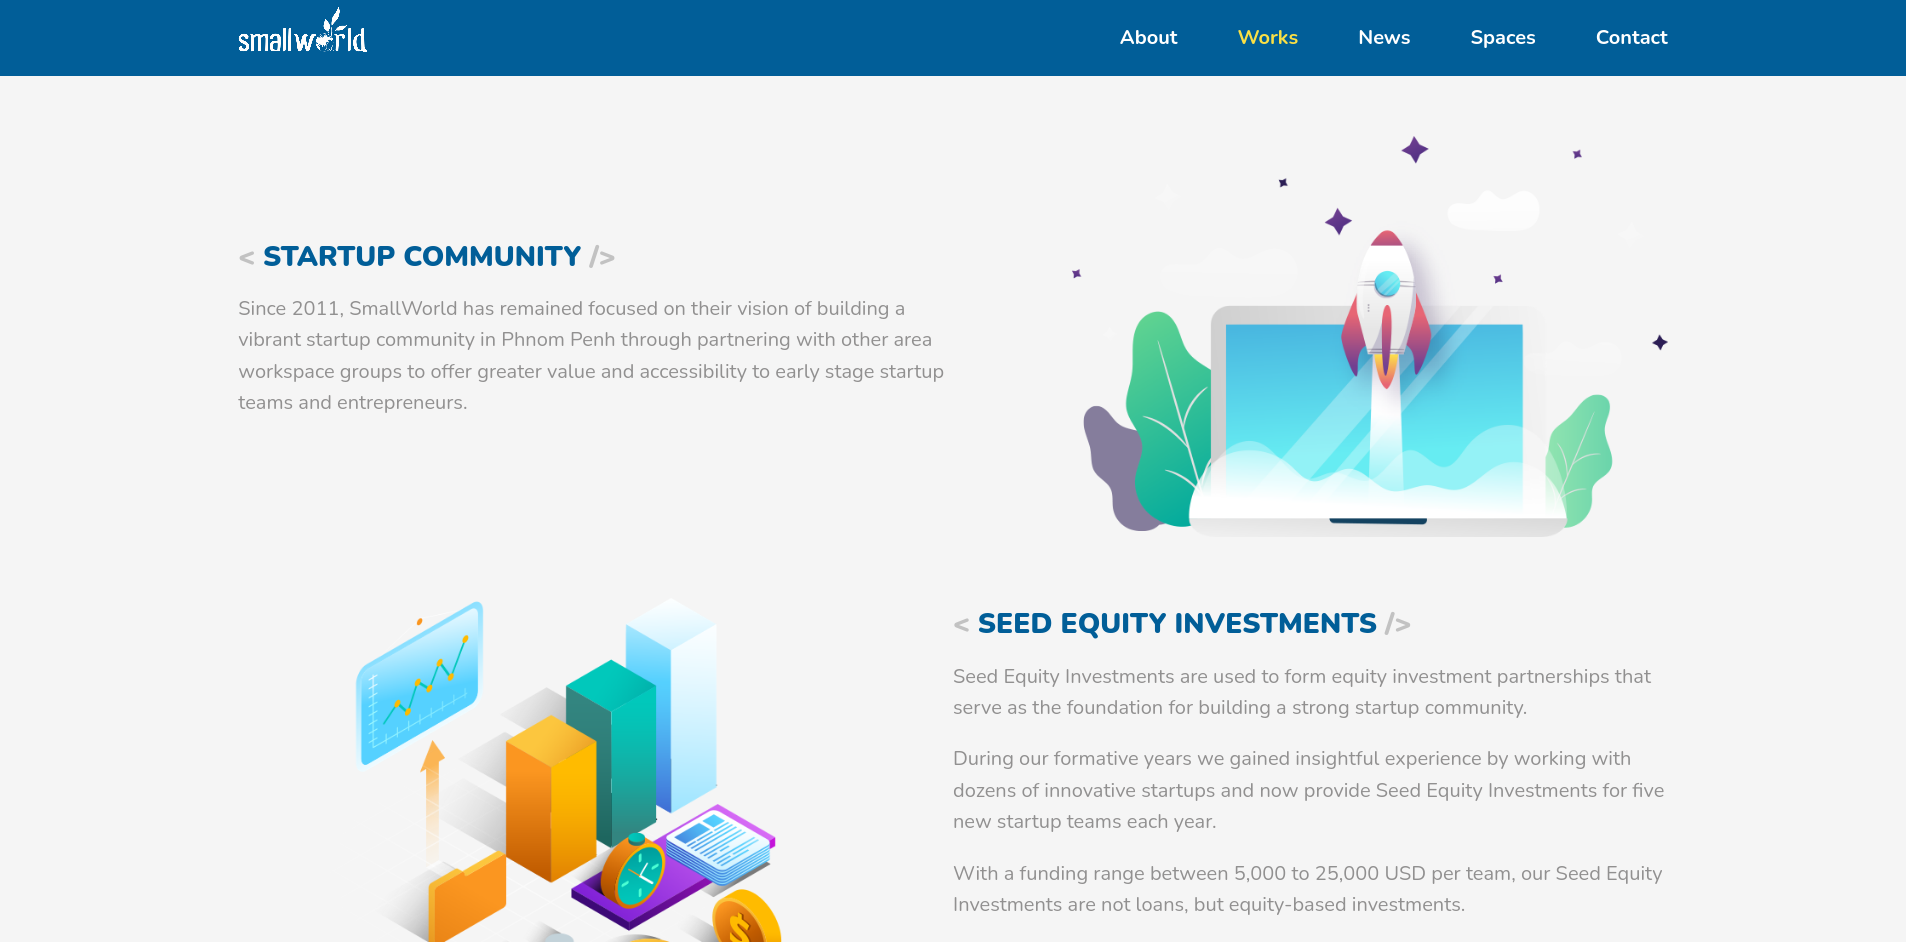 smallworld
About
Works
News
Spaces
Contact
< STARTUP COMMUNITY />
Since 2011, SmallWorld has remained focused on their vision of building a
vibrant startup community in Phnom Penh through partnering with other area
workspace groups to offer greater value and accessibility to early stage startup
teams and entrepreneurs.
< SEED EQUITY INVESTMENTS />
Seed Equity Investments are used to form equity investment partnerships that
serve as the foundation for building a strong startup community.
During our formative years we gained insightful experience by working with
dozens of innovative startups and now provide Seed Equity Investments for five
new startup teams each year.
With a funding range between 5,000 to 25,000 USD per team, our Seed Equity
Investments are not loans, but equity-based investments.
$